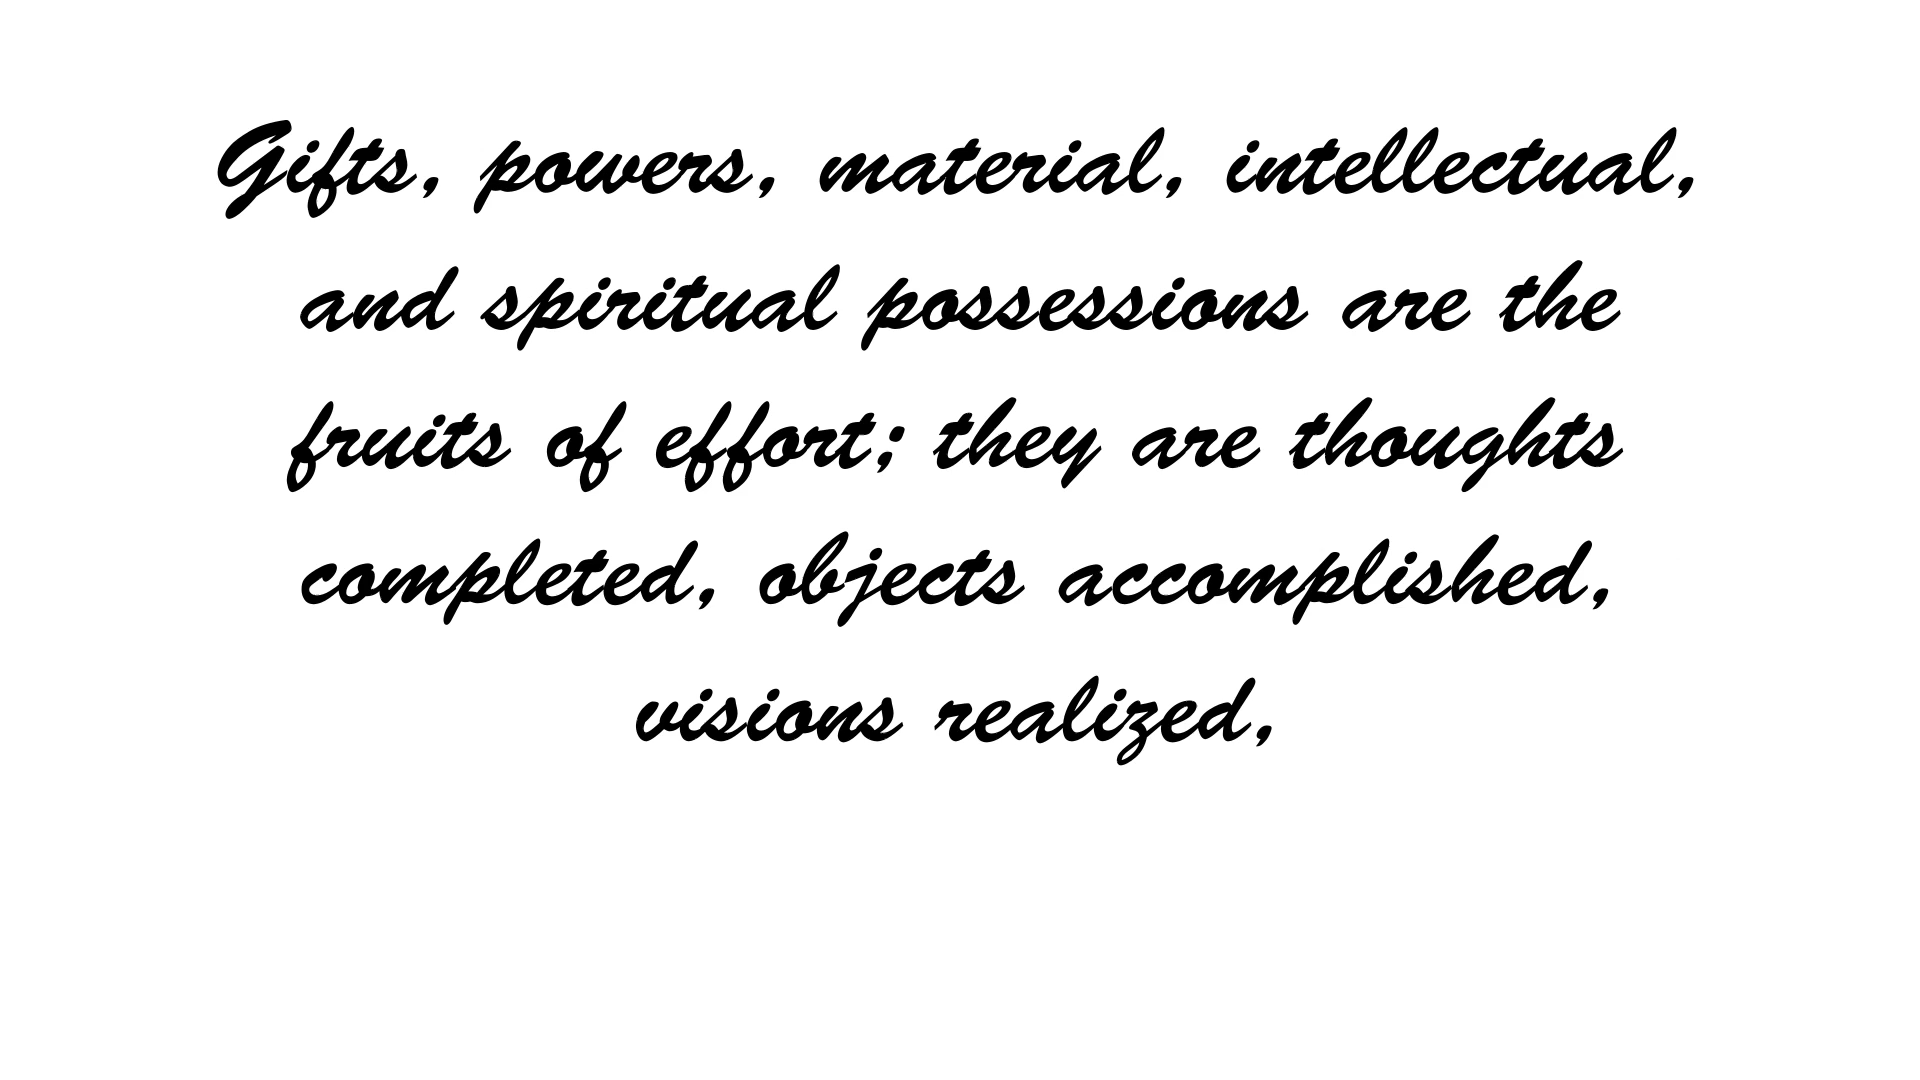 Gifts, powers, material, intellectual,
and spiritual possessions are the
fruits of effort; they are thoughts
completed, objects accomplished,
visions realized,